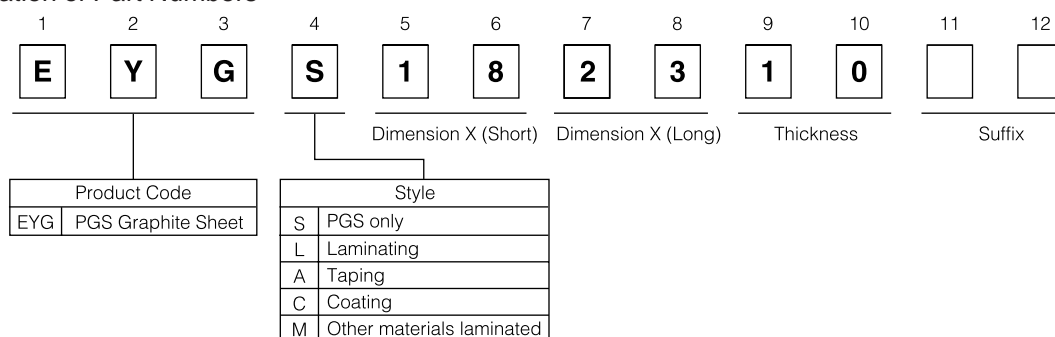 1 2 3 4 5 6 7 8 9 10 11 12
E Y G S 1 8 2 3 1 0
Dimension X (Short) Dimension X (Long) Thickness Suffix
Product Code
EYG PGS Graphite Sheet
Style
S PGS only
L Laminating
A Taping
C Coating
M Other materials laminated